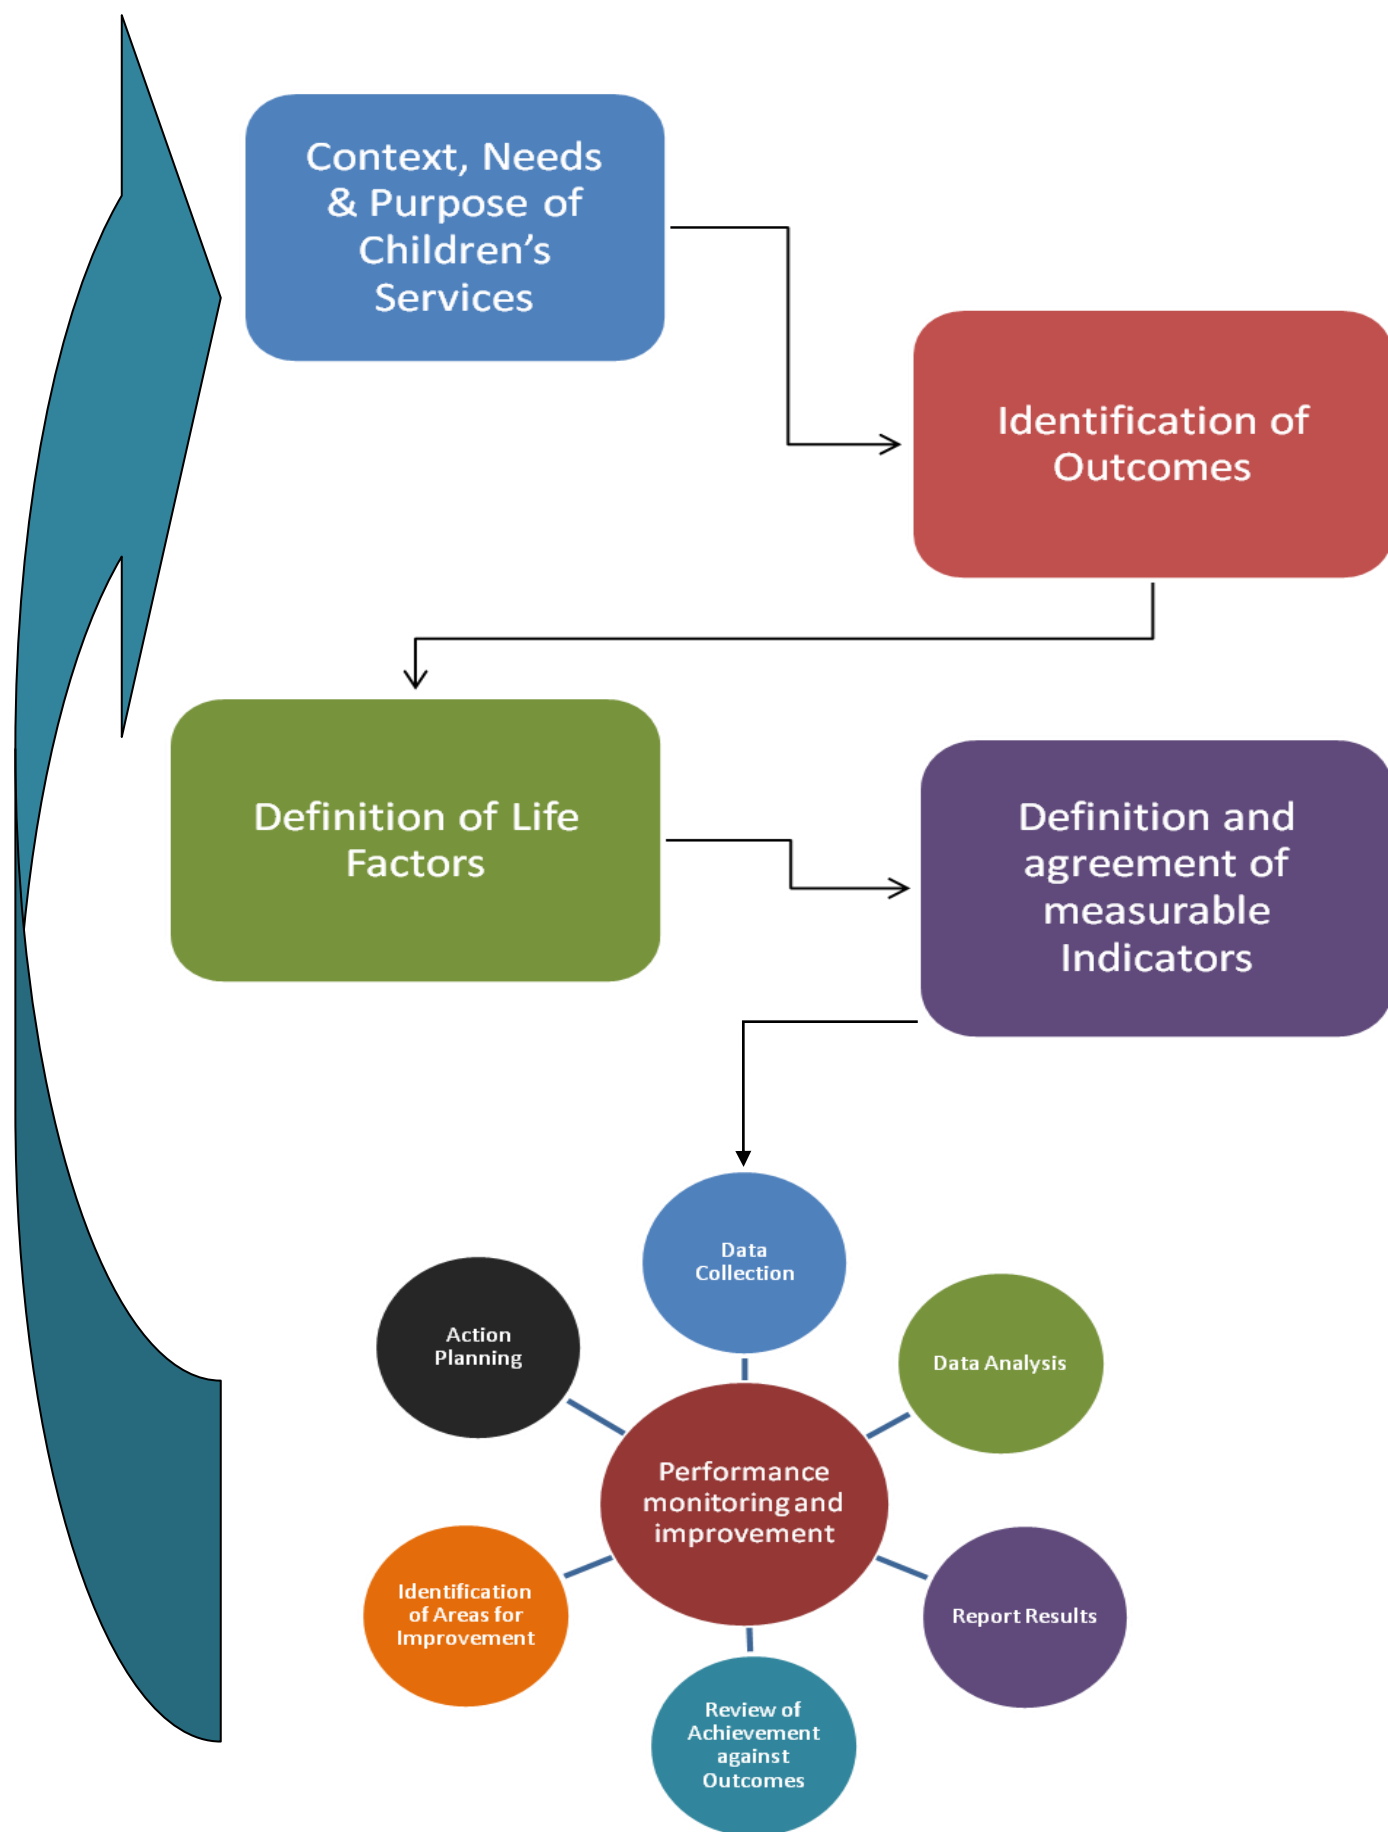 Context, Needs
& Purpose of
Children’s
Services
Identification of
Outcomes
Definition of Life
Factors
Definition and
agreement of
measurable
Indicators
Data
Collection
Data Analysis
Report Results
Review of
Achievement
against
Outcomes
Identification
of Areas for
Improvement
Action
Planning
Performance
monitoring and
improvement